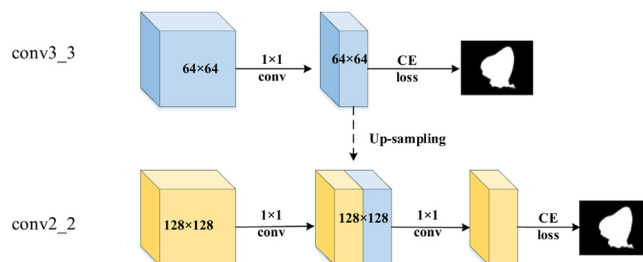 conv3_3
64×64
1×1
conv
64×64
CE
loss
Up-sampling
conv2_2
128×128
1×1
conv
128×128
1×1
conv
CE
loss